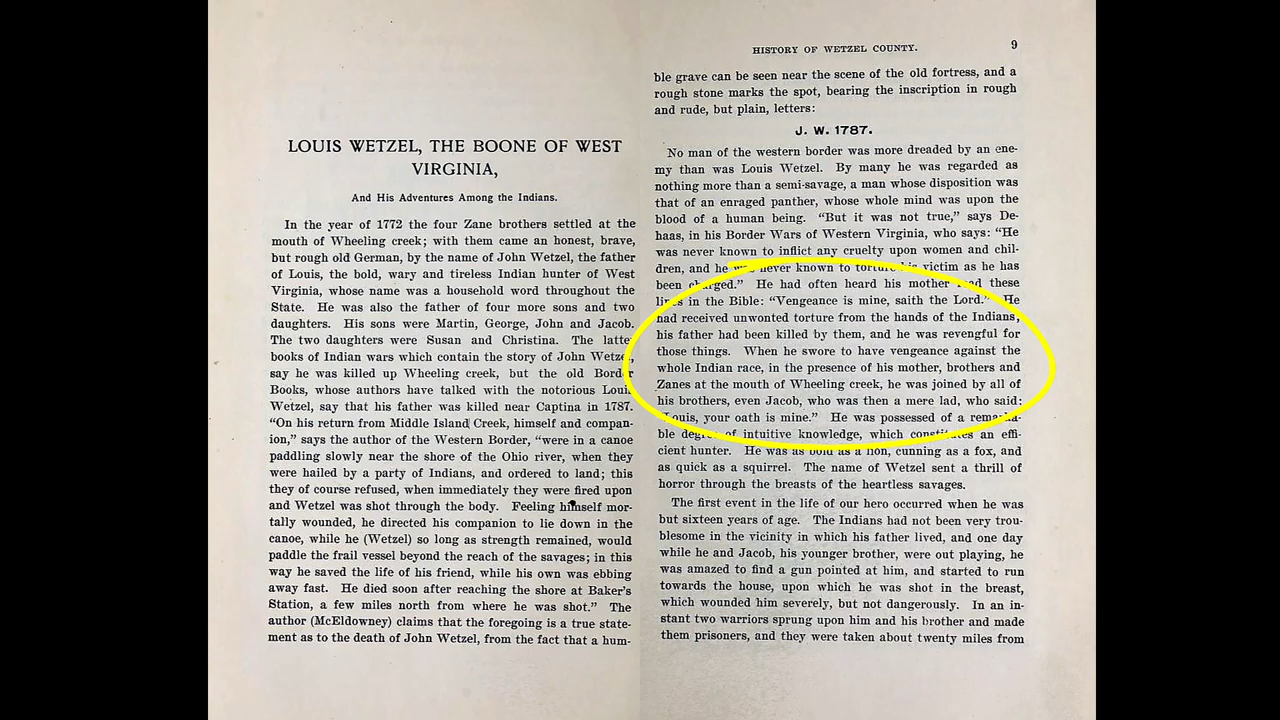 LOUIS WETZEL, THE BOONE OF WEST
VIRGINIA,
And His Adventures Among the Indians.
In the year of 1772 the four Zane brothers settled at the
mouth of Wheeling creek; with them came an honest, brave,
but rough old German, by the name of John Wetzel, the father
of Louis, the bold, wary and tireless Indian hunter of West
Virginia, whose name was a household word throughout the
State. He was also the father of four more sons and two
daughters. His sons were Martin, George, John and Jacob.
The two daughters were Susan and Christina. The latte
books of Indian wars which contain the story of John Wetzel,
say he was killed up Wheeling creek, but the old Border
Books, whose authors have talked with the notorious Louis
Wetzel, say that his father was killed near Captina in 1787.
"On his return from Middle Island Creek, himself and compan-
ion," says the author of the Western Border, "were in a canoe
paddling slowly near the shore of the Ohio river, when they
were hailed by a party of Indians, and ordered to land; this
they of course refused, when immediately they were fired upon
and Wetzel was shot through the body. Feeling himself mor-
tally wounded, he directed his companion to lie down in the
canoe, while he (Wetzel) so long as strength remained, would
paddle the frail vessel beyond the reach of the savages; in this
way he saved the life of his friend, while his own was ebbing
away fast. He died soon after reaching the shore at Baker's
Station, a few miles north from where he was shot." The
author (McEldowney) claims that the foregoing is a true state-
ment as to the death of John Wetzel, from the fact that a hum-
HISTORY OF WETZEL COUNTY. 9
ble grave can be seen near the scene of the old fortress, and a
rough stone marks the spot, bearing the inscription in rough
and rude, but plain, letters:
J. W. 1787.
No man of the western border was more dreaded by an ene-
my than was Louis Wetzel. By many he was regarded as
nothing more than a semi-savage, a man whose disposition was
that of an enraged panther, whose whole mind was upon the
blood of a human being. "But it was not true," says De-
haas, in his Border Wars of Western Virginia, who says: "He
was never known to inflict any cruelty upon women and chil-
dren, and he was never known to torture his victim as he has
been charged." He had often heard his mother read these
lines in the Bible: "Vengeance is mine, saith the Lord." He
had received unwonted torture from the hands of the Indians,
his father had been killed by them, and he was revengful for
those things. When he swore to have vengeance against the
whole Indian race, in the presence of his mother, brothers and
Zanes at the mouth of Wheeling creek, he was joined by all of
his brothers, even Jacob, who was then a mere lad, who said:
"Louis, your oath is mine." He was possessed of a remarka-
ble degree of intuitive knowledge, which constitutes an effi-
cient hunter. He was as bold as a lion, cunning as a fox, and
as quick as a squirrel. The name of Wetzel sent a thrill of
horror through the breasts of the heartless savages.
The first event in the life of our hero occurred when he was
but sixteen years of age. The Indians had not been very trou-
blesome in the vicinity in which his father lived, and one day
while he and Jacob, his younger brother, were out playing, he
was amazed to find a gun pointed at him, and started to run
towards the house, upon which he was shot in the breast,
which wounded him severely, but not dangerously. In an in-
stant two warriors sprung upon him and his brother and made
them prisoners, and they were taken about twenty miles from